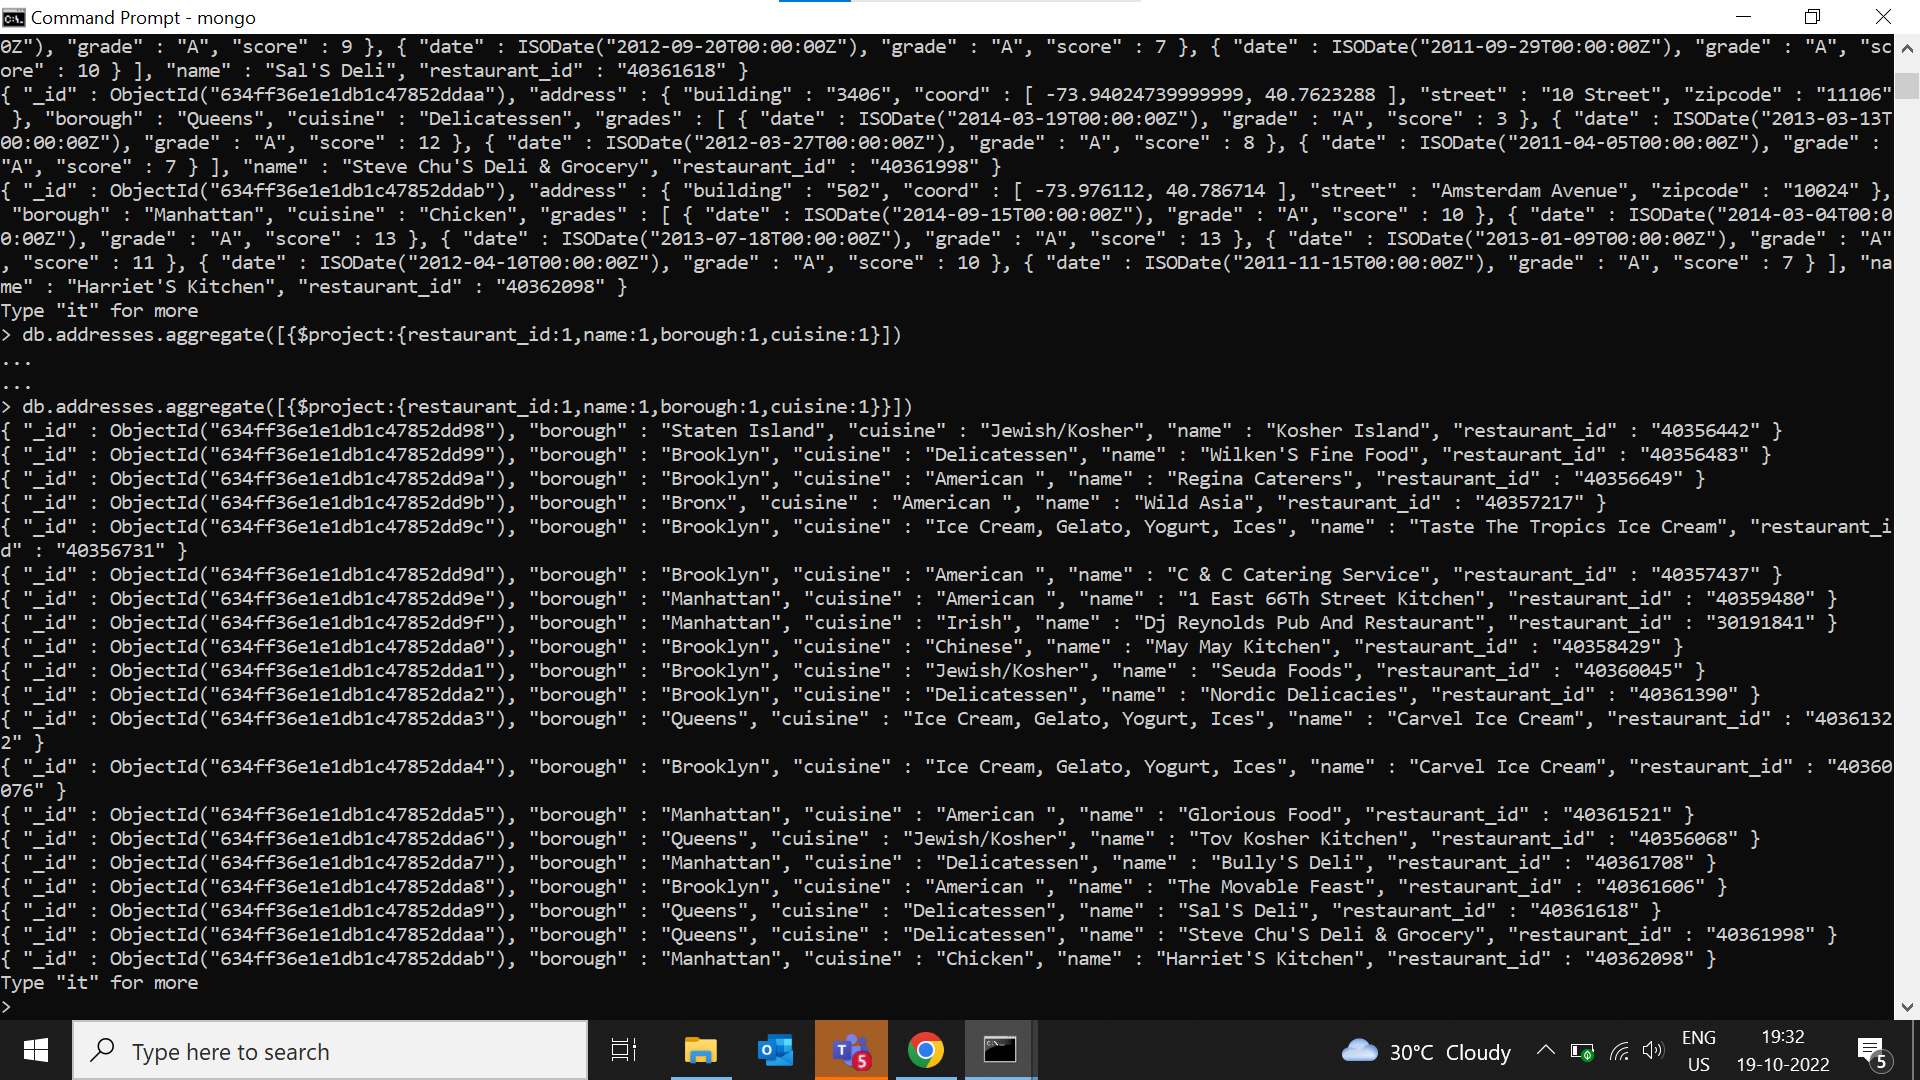 Command Prompt - mongo
0Z"), "grade" : "A", "score" : 9 }, { "date" : ISODate("2012-09-20T00:00:00Z"), "grade" : "A", "score" : 7 }, { "date" : ISODate("2011-09-29T00:00:00Z"), "grade" : "A", "sc
ore" : 10 } ], "name" : "Sal'S Deli", "restaurant_id" : "40361618" }
{ "_id" : ObjectId("634ff36e1e1db1c47852ddaa"), "address" : { "building" : "3406", "coord" : [ -73.94024739999999, 40.7623288 ], "street" : "10 Street", "zipcode" : "11106"
 }, "borough" : "Queens", "cuisine" : "Delicatessen", "grades" : [ { "date" : ISODate("2014-03-19T00:00:00Z"), "grade" : "A", "score" : 3 }, { "date" : ISODate("2013-03-13T
00:00:00Z"), "grade" : "A", "score" : 12 }, { "date" : ISODate("2012-03-27T00:00:00Z"), "grade" : "A", "score" : 8 }, { "date" : ISODate("2011-04-05T00:00:00Z"), "grade" :
"A", "score" : 7 } ], "name" : "Steve Chu'S Deli & Grocery", "restaurant_id" : "40361998" }
{ "_id" : ObjectId("634ff36e1e1db1c47852ddab"), "address" : { "building" : "502", "coord" : [ -73.976112, 40.786714 ], "street" : "Amsterdam Avenue", "zipcode" : "10024" },
 "borough" : "Manhattan", "cuisine" : "Chicken", "grades" : [ { "date" : ISODate("2014-09-15T00:00:00Z"), "grade" : "A", "score" : 10 }, { "date" : ISODate("2014-03-04T00:0
0:00Z"), "grade" : "A", "score" : 13 }, { "date" : ISODate("2013-07-18T00:00:00Z"), "grade" : "A", "score" : 13 }, { "date" : ISODate("2013-01-09T00:00:00Z"), "grade" : "A"
, "score" : 11 }, { "date" : ISODate("2012-04-10T00:00:00Z"), "grade" : "A", "score" : 10 }, { "date" : ISODate("2011-11-15T00:00:00Z"), "grade" : "A", "score" : 7 } ], "na
me" : "Harriet'S Kitchen", "restaurant_id" : "40362098" }
Type "it" for more
> db.addresses.aggregate([{$project:{restaurant_id:1,name:1,borough:1,cuisine:1}])
...
...
> db.addresses.aggregate([{$project:{restaurant_id:1,name:1,borough:1,cuisine:1}}])
{ "_id" : ObjectId("634ff36e1e1db1c47852dd98"), "borough" : "Staten Island", "cuisine" : "Jewish/Kosher", "name" : "Kosher Island", "restaurant_id" : "40356442" }
{ "_id" : ObjectId("634ff36e1e1db1c47852dd99"), "borough" : "Brooklyn", "cuisine" : "Delicatessen", "name" : "Wilken'S Fine Food", "restaurant_id" : "40356483" }
{ "_id" : ObjectId("634ff36e1e1db1c47852dd9a"), "borough" : "Brooklyn", "cuisine" : "American ", "name" : "Regina Caterers", "restaurant_id" : "40356649" }
{ "_id" : ObjectId("634ff36e1e1db1c47852dd9b"), "borough" : "Bronx", "cuisine" : "American ", "name" : "Wild Asia", "restaurant_id" : "40357217" }
{ "_id" : ObjectId("634ff36e1e1db1c47852dd9c"), "borough" : "Brooklyn", "cuisine" : "Ice Cream, Gelato, Yogurt, Ices", "name" : "Taste The Tropics Ice Cream", "restaurant_i
d" : "40356731" }
{ "_id" : ObjectId("634ff36e1e1db1c47852dd9d"), "borough" : "Brooklyn", "cuisine" : "American ", "name" : "C & C Catering Service", "restaurant_id" : "40357437" }
{ "_id" : ObjectId("634ff36e1e1db1c47852dd9e"), "borough" : "Manhattan", "cuisine" : "American ", "name" : "1 East 66Th Street Kitchen", "restaurant_id" : "40359480" }
{ "_id" : ObjectId("634ff36e1e1db1c47852dd9f"), "borough" : "Manhattan", "cuisine" : "Irish", "name" : "Dj Reynolds Pub And Restaurant", "restaurant_id" : "30191841" }
{ "_id" : ObjectId("634ff36e1e1db1c47852dda0"), "borough" : "Brooklyn", "cuisine" : "Chinese", "name" : "May May Kitchen", "restaurant_id" : "40358429" }
{ "_id" : ObjectId("634ff36e1e1db1c47852dda1"), "borough" : "Brooklyn", "cuisine" : "Jewish/Kosher", "name" : "Seuda Foods", "restaurant_id" : "40360045" }
{ "_id" : ObjectId("634ff36e1e1db1c47852dda2"), "borough" : "Brooklyn", "cuisine" : "Delicatessen", "name" : "Nordic Delicacies", "restaurant_id" : "40361390" }
{ "_id" : ObjectId("634ff36e1e1db1c47852dda3"), "borough" : "Queens", "cuisine" : "Ice Cream, Gelato, Yogurt, Ices", "name" : "Carvel Ice Cream", "restaurant_id" : "4036132
2" }
{ "_id" : ObjectId("634ff36e1e1db1c47852dda4"), "borough" : "Brooklyn", "cuisine" : "Ice Cream, Gelato, Yogurt, Ices", "name" : "Carvel Ice Cream", "restaurant_id" : "40360
076" }
{ "_id" : ObjectId("634ff36e1e1db1c47852dda5"), "borough" : "Manhattan", "cuisine" : "American ", "name" : "Glorious Food", "restaurant_id" : "40361521" }
{ "_id" : ObjectId("634ff36e1e1db1c47852dda6"), "borough" : "Queens", "cuisine" : "Jewish/Kosher", "name" : "Tov Kosher Kitchen", "restaurant_id" : "40356068" }
{ "_id" : ObjectId("634ff36e1e1db1c47852dda7"), "borough" : "Manhattan", "cuisine" : "Delicatessen", "name" : "Bully'S Deli", "restaurant_id" : "40361708" }
{ "_id" : ObjectId("634ff36e1e1db1c47852dda8"), "borough" : "Brooklyn", "cuisine" : "American ", "name" : "The Movable Feast", "restaurant_id" : "40361606" }
{ "_id" : ObjectId("634ff36e1e1db1c47852dda9"), "borough" : "Queens", "cuisine" : "Delicatessen", "name" : "Sal'S Deli", "restaurant_id" : "40361618" }
{ "_id" : ObjectId("634ff36e1e1db1c47852ddaa"), "borough" : "Queens", "cuisine" : "Delicatessen", "name" : "Steve Chu'S Deli & Grocery", "restaurant_id" : "40361998" }
{ "_id" : ObjectId("634ff36e1e1db1c47852ddab"), "borough" : "Manhattan", "cuisine" : "Chicken", "name" : "Harriet'S Kitchen", "restaurant_id" : "40362098" }
Type "it" for more
>
Type here to search
5
30°C Cloudy
ENG
US
19:32
19-10-2022
5